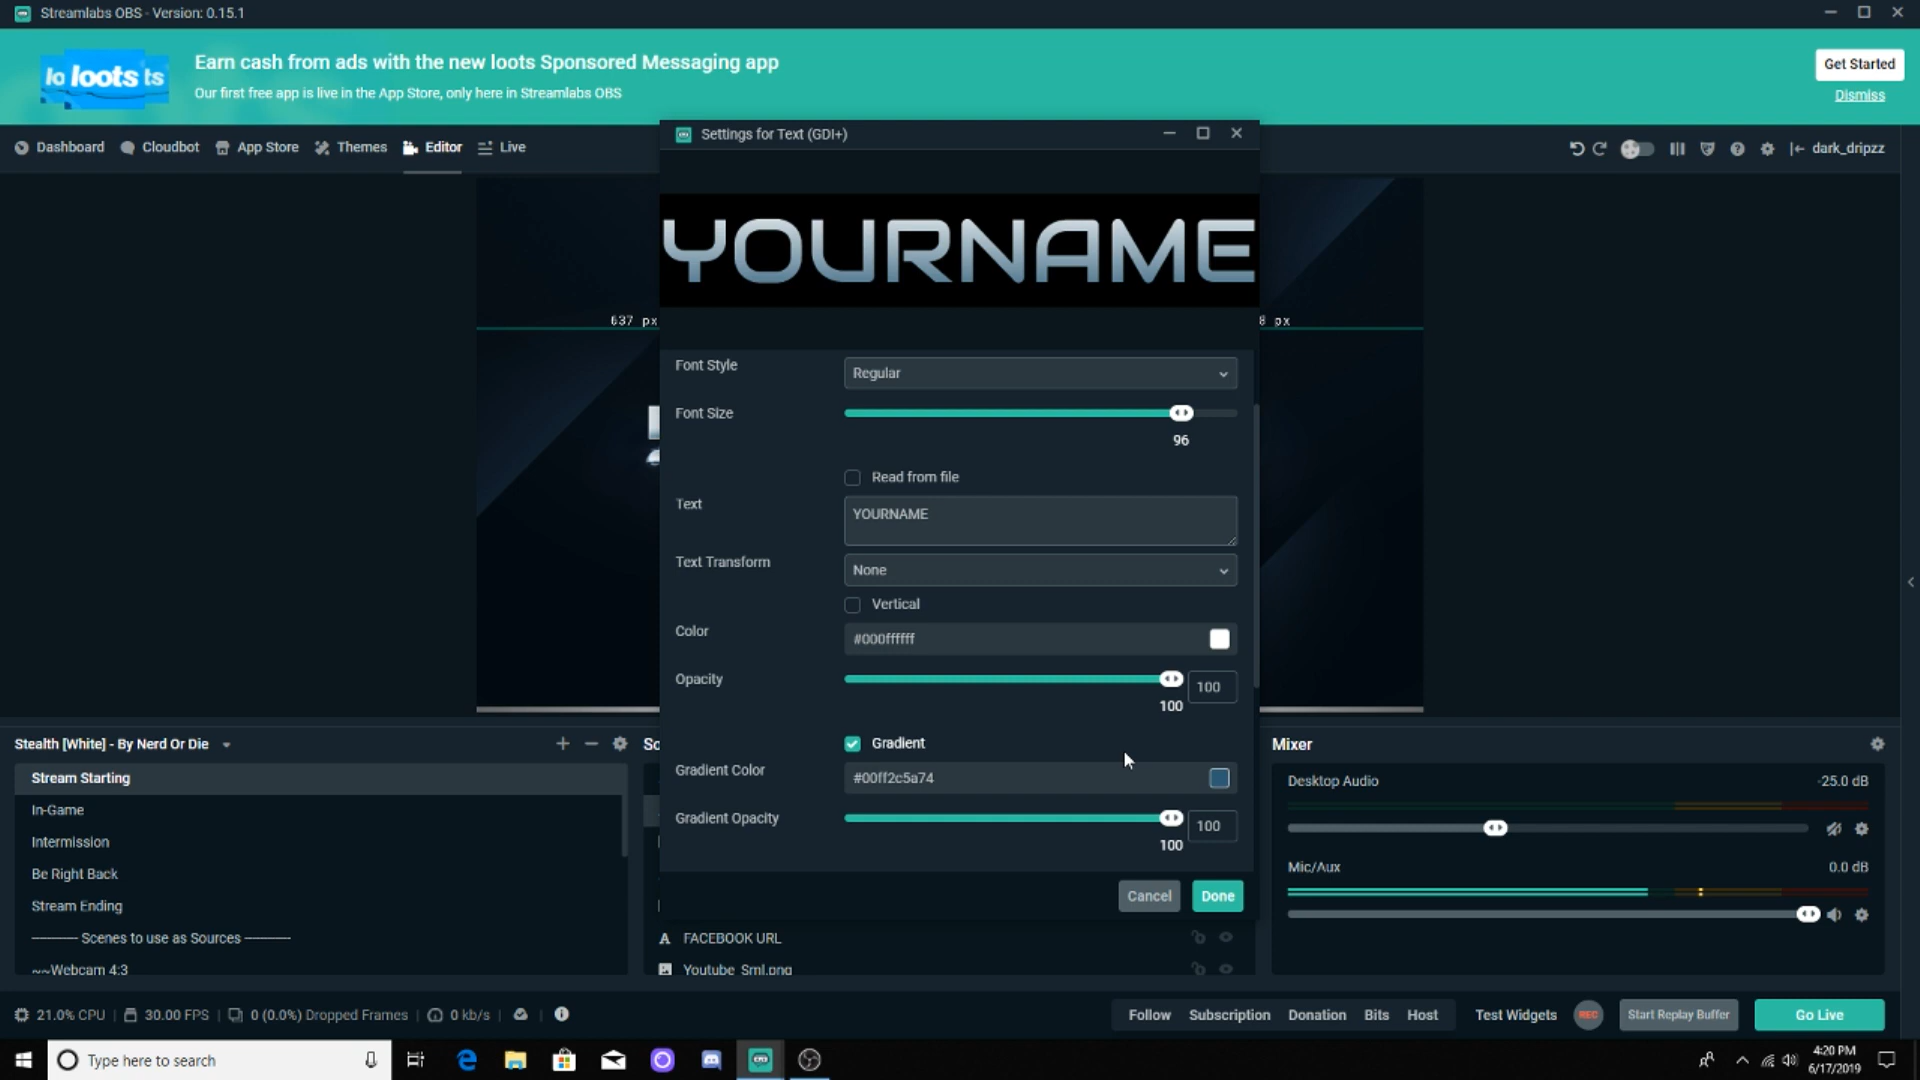 Streamlabs OBS - Version: 0.15.1
lo loots ts
Earn cash from ads with the new loots Sponsored Messaging app
Our first free app is live in the App Store, only here in Streamlabs OBS
Get Started
Dismiss
Dashboard Cloudbot App Store Themes Editor Live
dark_dripzz
Settings for Text (GDI+)
YOURNAME
637 px
8 px
Font Style Regular
Font Size
96
Read from file
Text YOURNAME
Text Transform None
Vertical
Color #000ffffff
Opacity 100
100
Gradient
Gradient Color #00ff2c5a74
Gradient Opacity 100
100
Cancel Done
Stealth [White] - By Nerd Or Die
Stream Starting
In-Game
Intermission
Be Right Back
Stream Ending
---------- Scenes to use as Sources ----------
~~Webcam 4:3
So
A FACEBOOK URL
Youtube_Sml.png
Mixer
Desktop Audio -25.0 dB
Mic/Aux 0.0 dB
21.0% CPU | 30.00 FPS | 0 (0.0%) Dropped Frames | 0 kb/s
Follow Subscription Donation Bits Host Test Widgets REC Start Replay Buffer Go Live
Type here to search
4:20 PM
6/17/2019